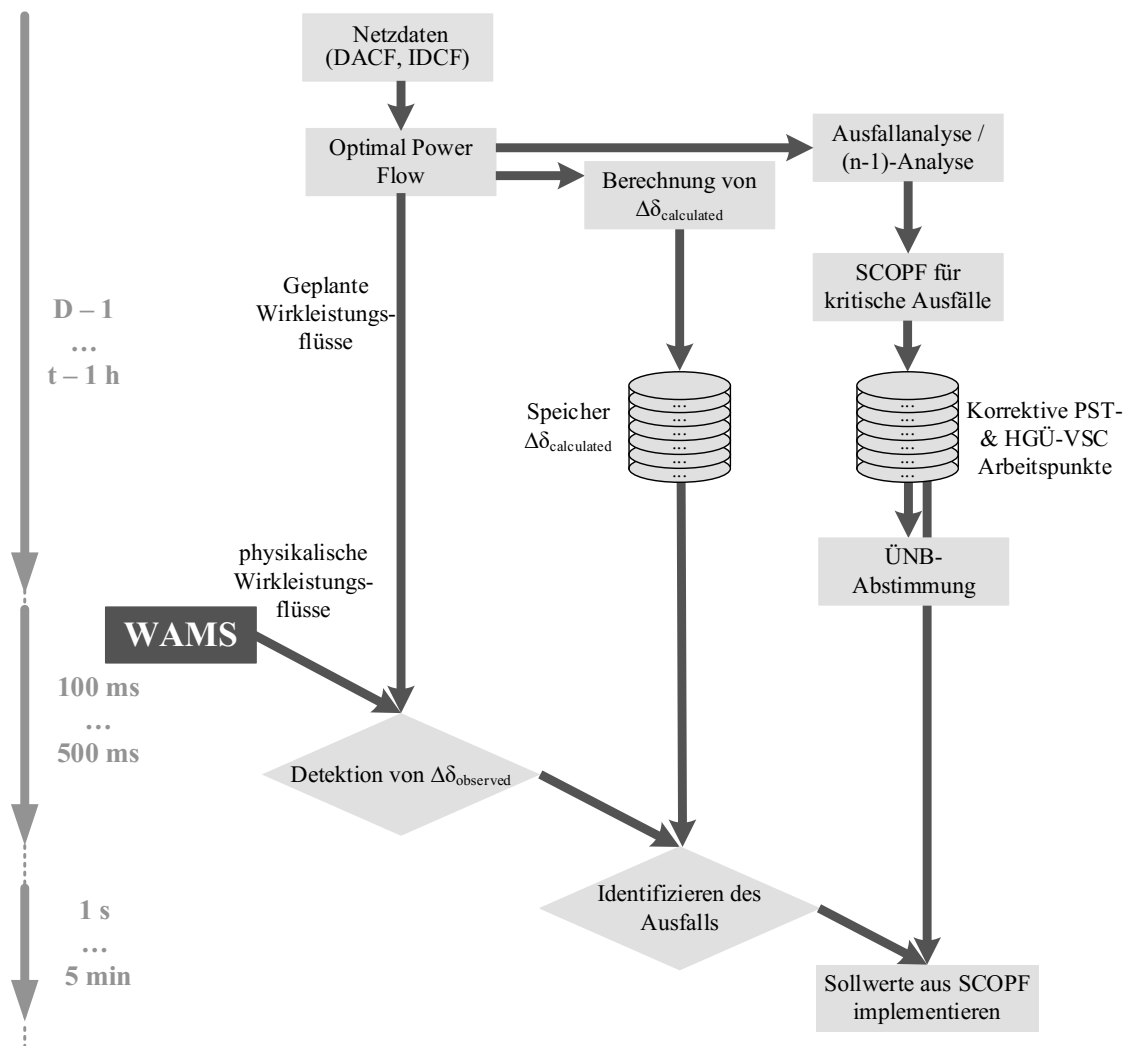 Netzdaten
(DACF, IDCF)
Optimal Power
Flow
Ausfallanalyse /
(n-1)-Analyse
Berechnung von
Δδcalculated
SCOPF für
kritische Ausfälle
Geplante
Wirkleistungs-
flüsse
D – 1
…
t – 1 h
Speicher
Δδcalculated
...
...
...
...
...
...
...
...
...
...
...
...
Korrektive PST-
& HGÜ-VSC
Arbeitspunkte
ÜNB-
Abstimmung
physikalische
Wirkleistungs-
flüsse
WAMS
100 ms
…
500 ms
Detektion von Δδobserved
Identifizieren des
Ausfalls
1 s
…
5 min
Sollwerte aus SCOPF
implementieren